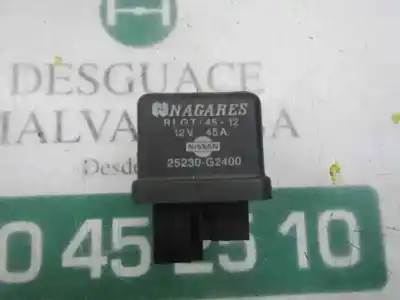 DESGUACE
MALVA
Desde
NAGARES
RLGT/45-12
12V 45A
NISSAN
25230-G2400
0 45 25 10